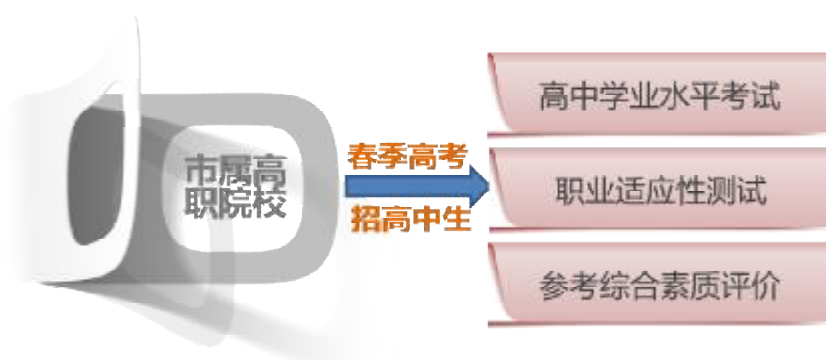 市属高
职院校
春季高考
招高中生
高中学业水平考试
职业适应性测试
参考综合素质评价